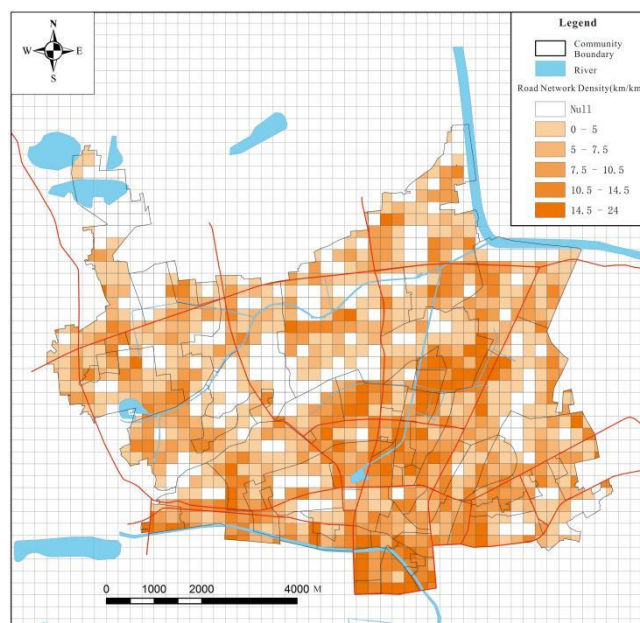 N
W E
S
Legend
Community
Boundary
River
Road Network Density(km/km
Null
0 - 5
5 - 7.5
7.5 - 10.5
10.5 - 14.5
14.5 - 24
0 1000 2000 4000 M